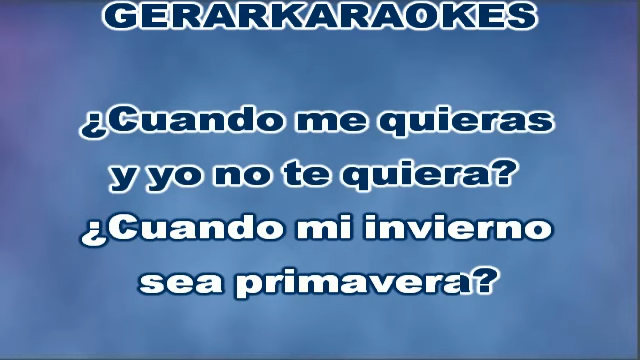 GERARKARAOKES
¿Cuando me quieras
y yo no te quiera?
¿Cuando mi invierno
sea primavera?